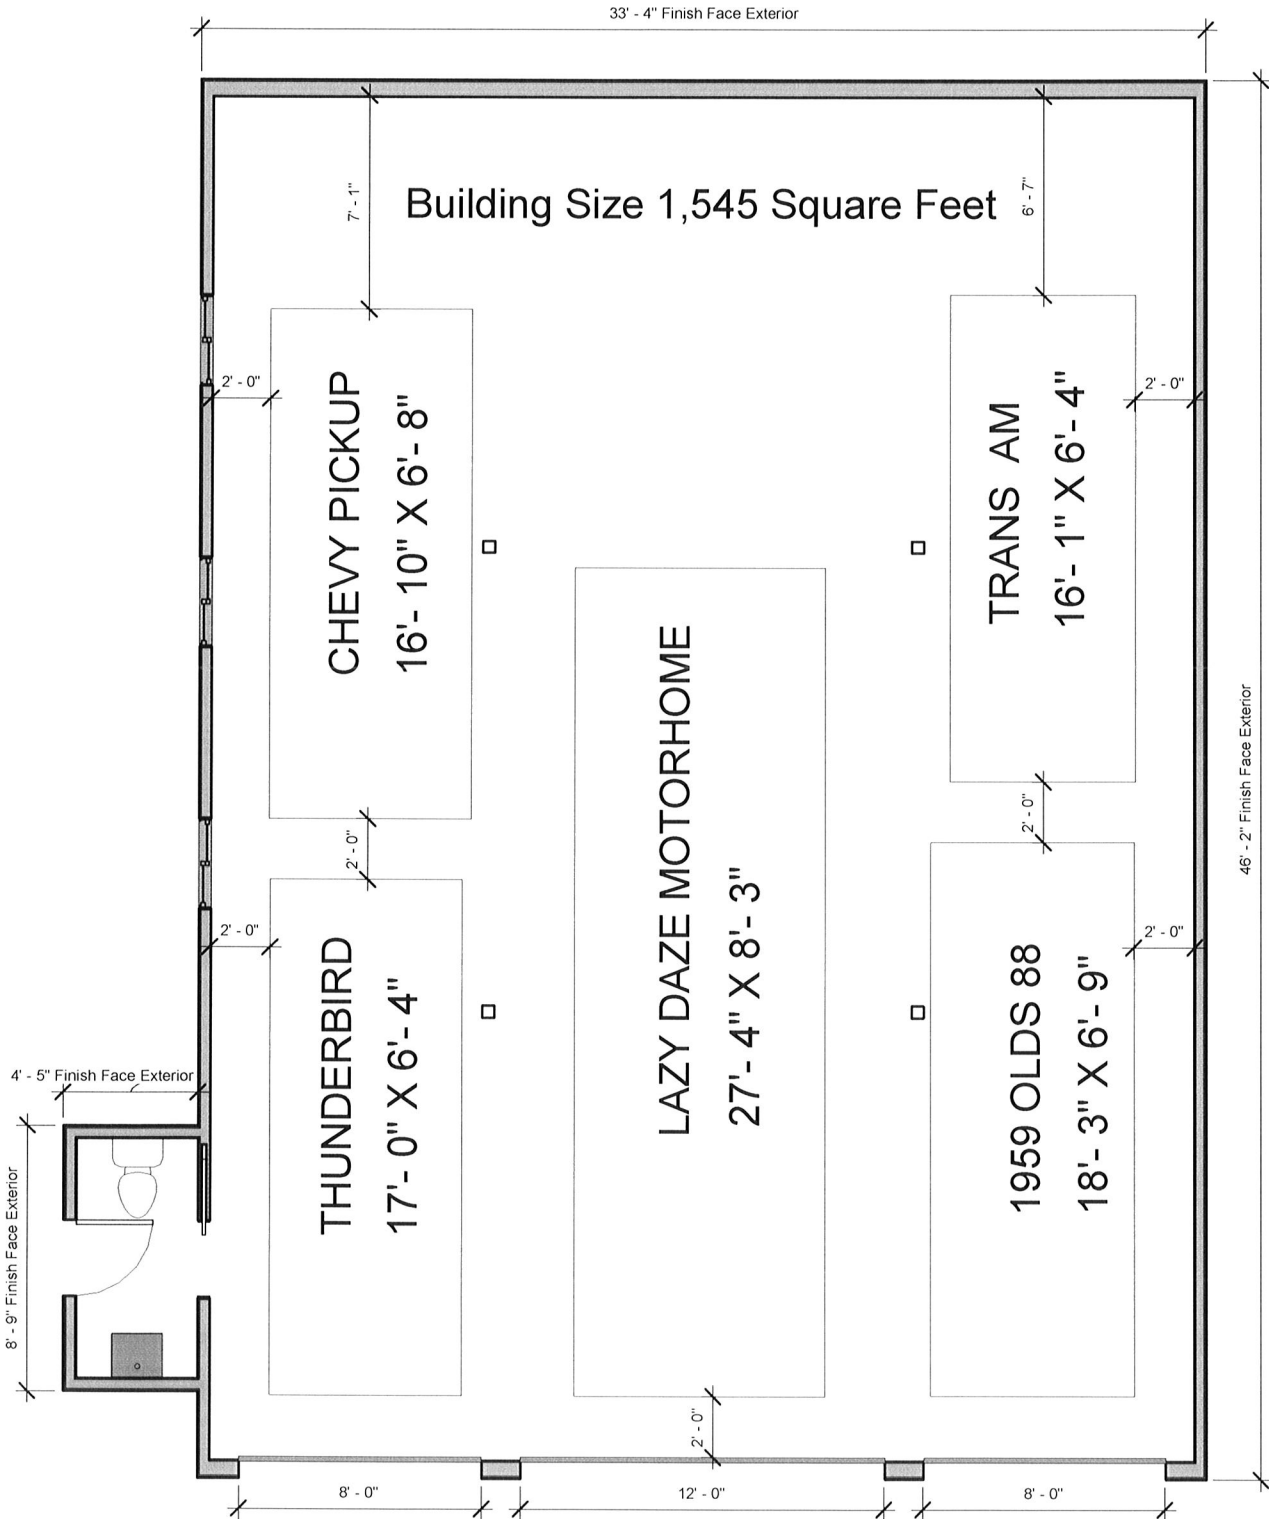 33' - 4" Finish Face Exterior
7' - 1"
Building Size 1,545 Square Feet
6' - 7"
2' - 0"
2' - 0"
CHEVY PICKUP
16'- 10" X 6'- 8"
TRANS AM
16'- 1" X 6'- 4"
46' - 2" Finish Face Exterior
LAZY DAZE MOTORHOME
27'- 4" X 8'- 3"
2' - 0"
2' - 0"
2' - 0"
2' - 0"
THUNDERBIRD
17'- 0" X 6'- 4"
1959 OLDS 88
18'- 3" X 6'- 9"
4' - 5" Finish Face Exterior
8' - 9" Finish Face Exterior
2' - 0"
8' - 0"
12' - 0"
8' - 0"